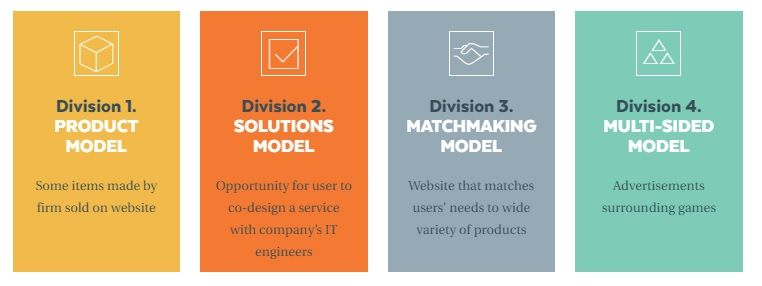 Division 1.
PRODUCT
MODEL
Some items made by
firm sold on website
Division 2.
SOLUTIONS
MODEL
Opportunity for user to
co-design a service
with company's IT
engineers
Division 3.
MATCHMAKING
MODEL
Website that matches
users' needs to wide
variety of products
Division 4.
MULTI-SIDED
MODEL
Advertisements
surrounding games